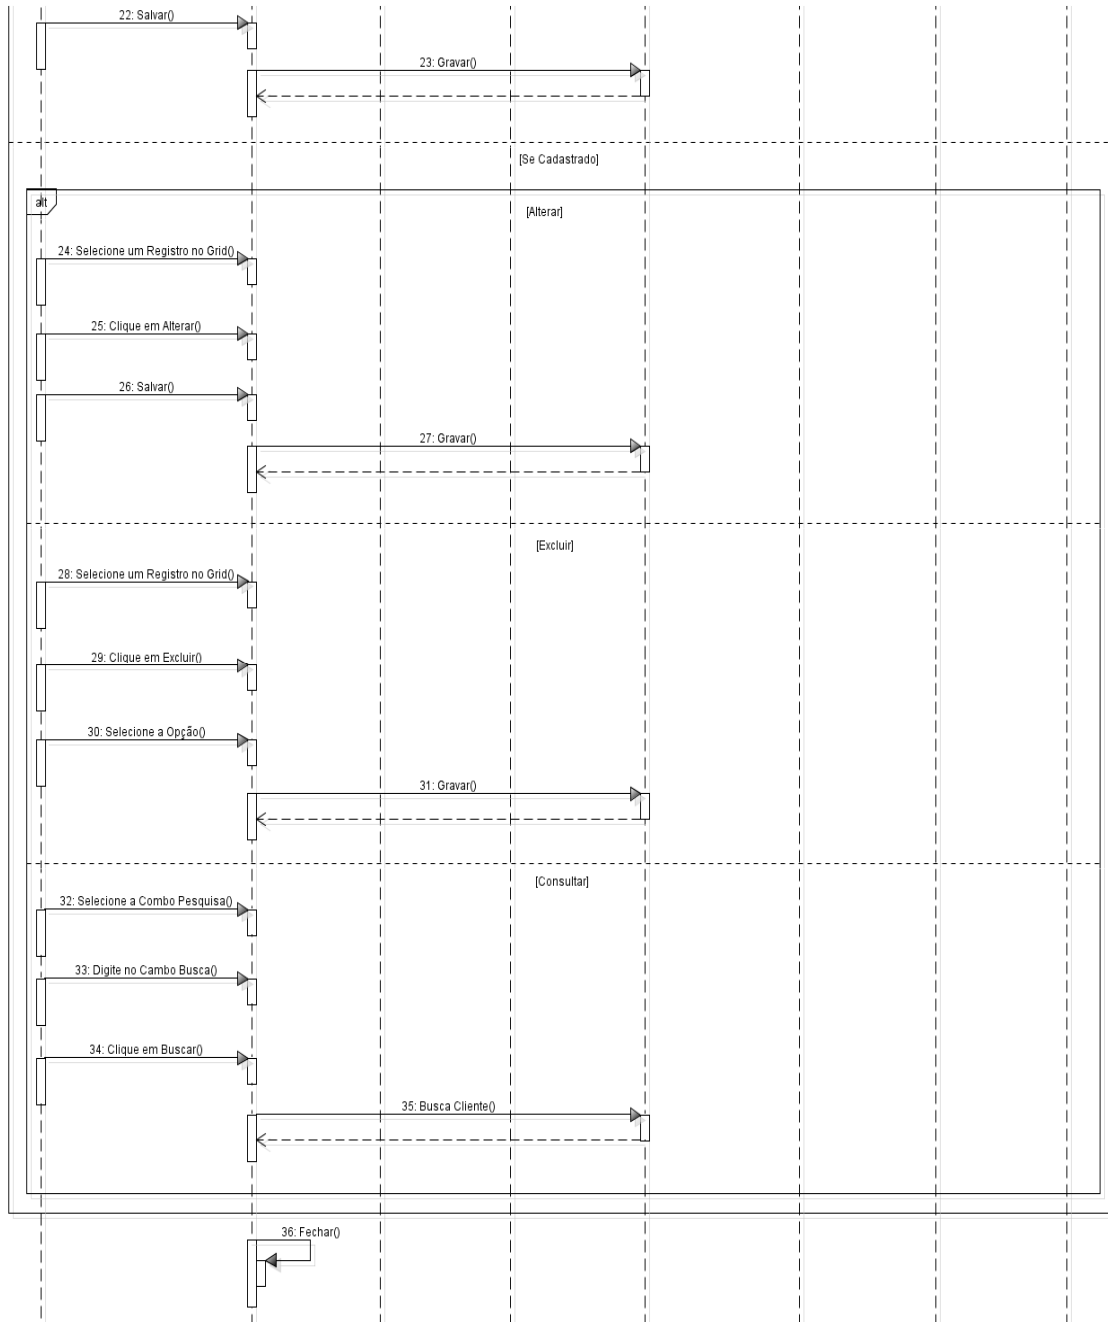 22: Salvar()
23: Gravar()
[Se Cadastrado]
alt
[Alterar]
24: Selecione um Registro no Grid()
25: Clique em Alterar()
26: Salvar()
27: Gravar()
[Excluir]
28: Selecione um Registro no Grid()
29: Clique em Excluir()
30: Selecione a Opção()
31: Gravar()
[Consultar]
32: Selecione a Combo Pesquisa()
33: Digite no Cambo Busca()
34: Clique em Buscar()
35: Busca Cliente()
36: Fechar()